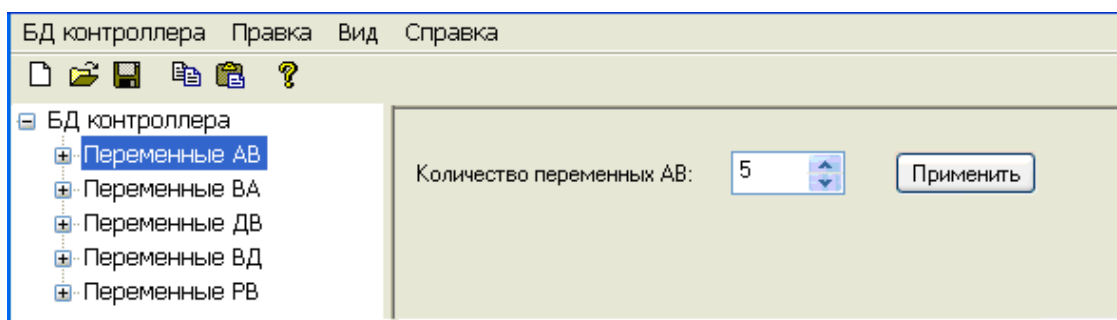 БД контроллера Правка Вид Справка
БД контроллера
Переменные АВ
Количество переменных АВ: 5 Применить
Переменные ВА
Переменные ДВ
Переменные ВД
Переменные РВ